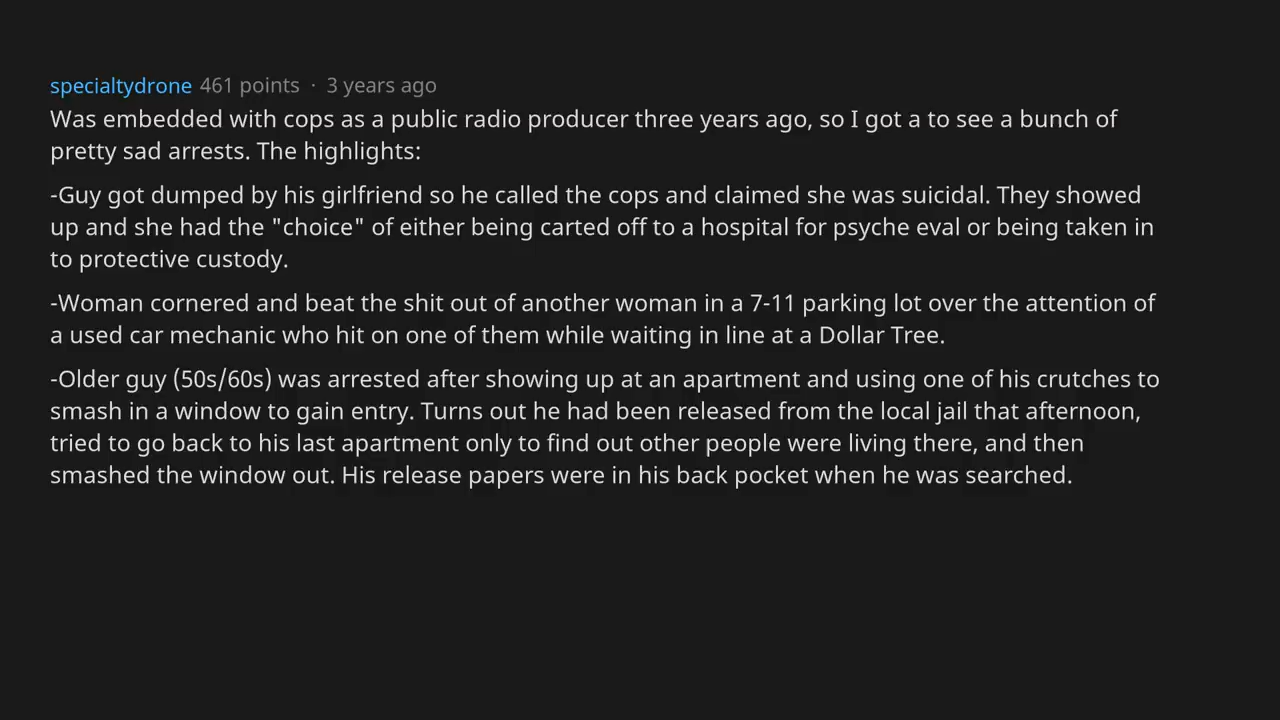 specialtydrone 461 points · 3 years ago
Was embedded with cops as a public radio producer three years ago, so I got a to see a bunch of
pretty sad arrests. The highlights:
-Guy got dumped by his girlfriend so he called the cops and claimed she was suicidal. They showed
up and she had the "choice" of either being carted off to a hospital for psyche eval or being taken in
to protective custody.
-Woman cornered and beat the shit out of another woman in a 7-11 parking lot over the attention of
a used car mechanic who hit on one of them while waiting in line at a Dollar Tree.
-Older guy (50s/60s) was arrested after showing up at an apartment and using one of his crutches to
smash in a window to gain entry. Turns out he had been released from the local jail that afternoon,
tried to go back to his last apartment only to find out other people were living there, and then
smashed the window out. His release papers were in his back pocket when he was searched.